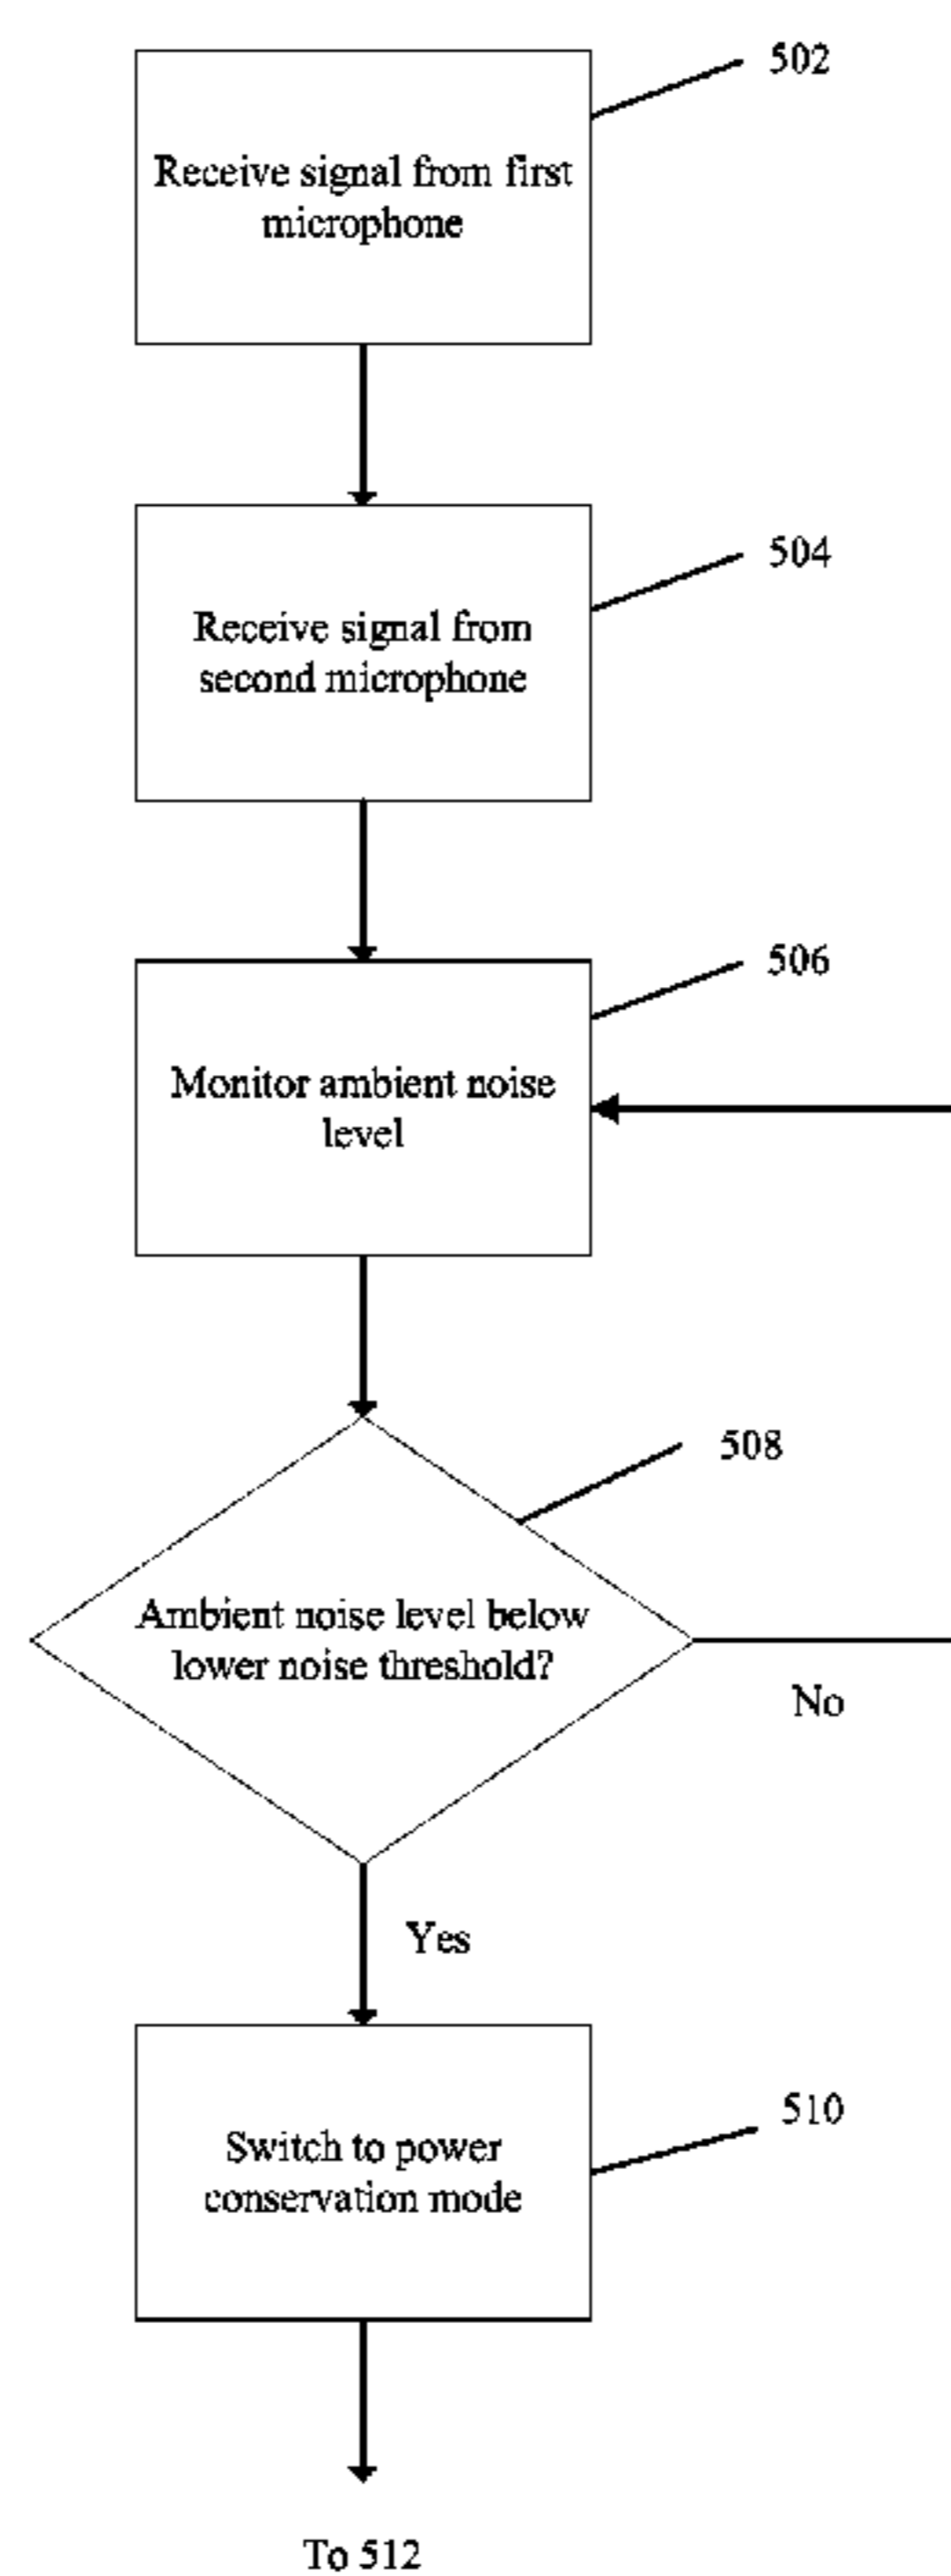 502
Receive signal from first
microphone
504
Receive signal from
second microphone
506
Monitor ambient noise
level
508
Ambient noise level below
lower noise threshold?
No
Yes
510
Switch to power
conservation mode
To 512